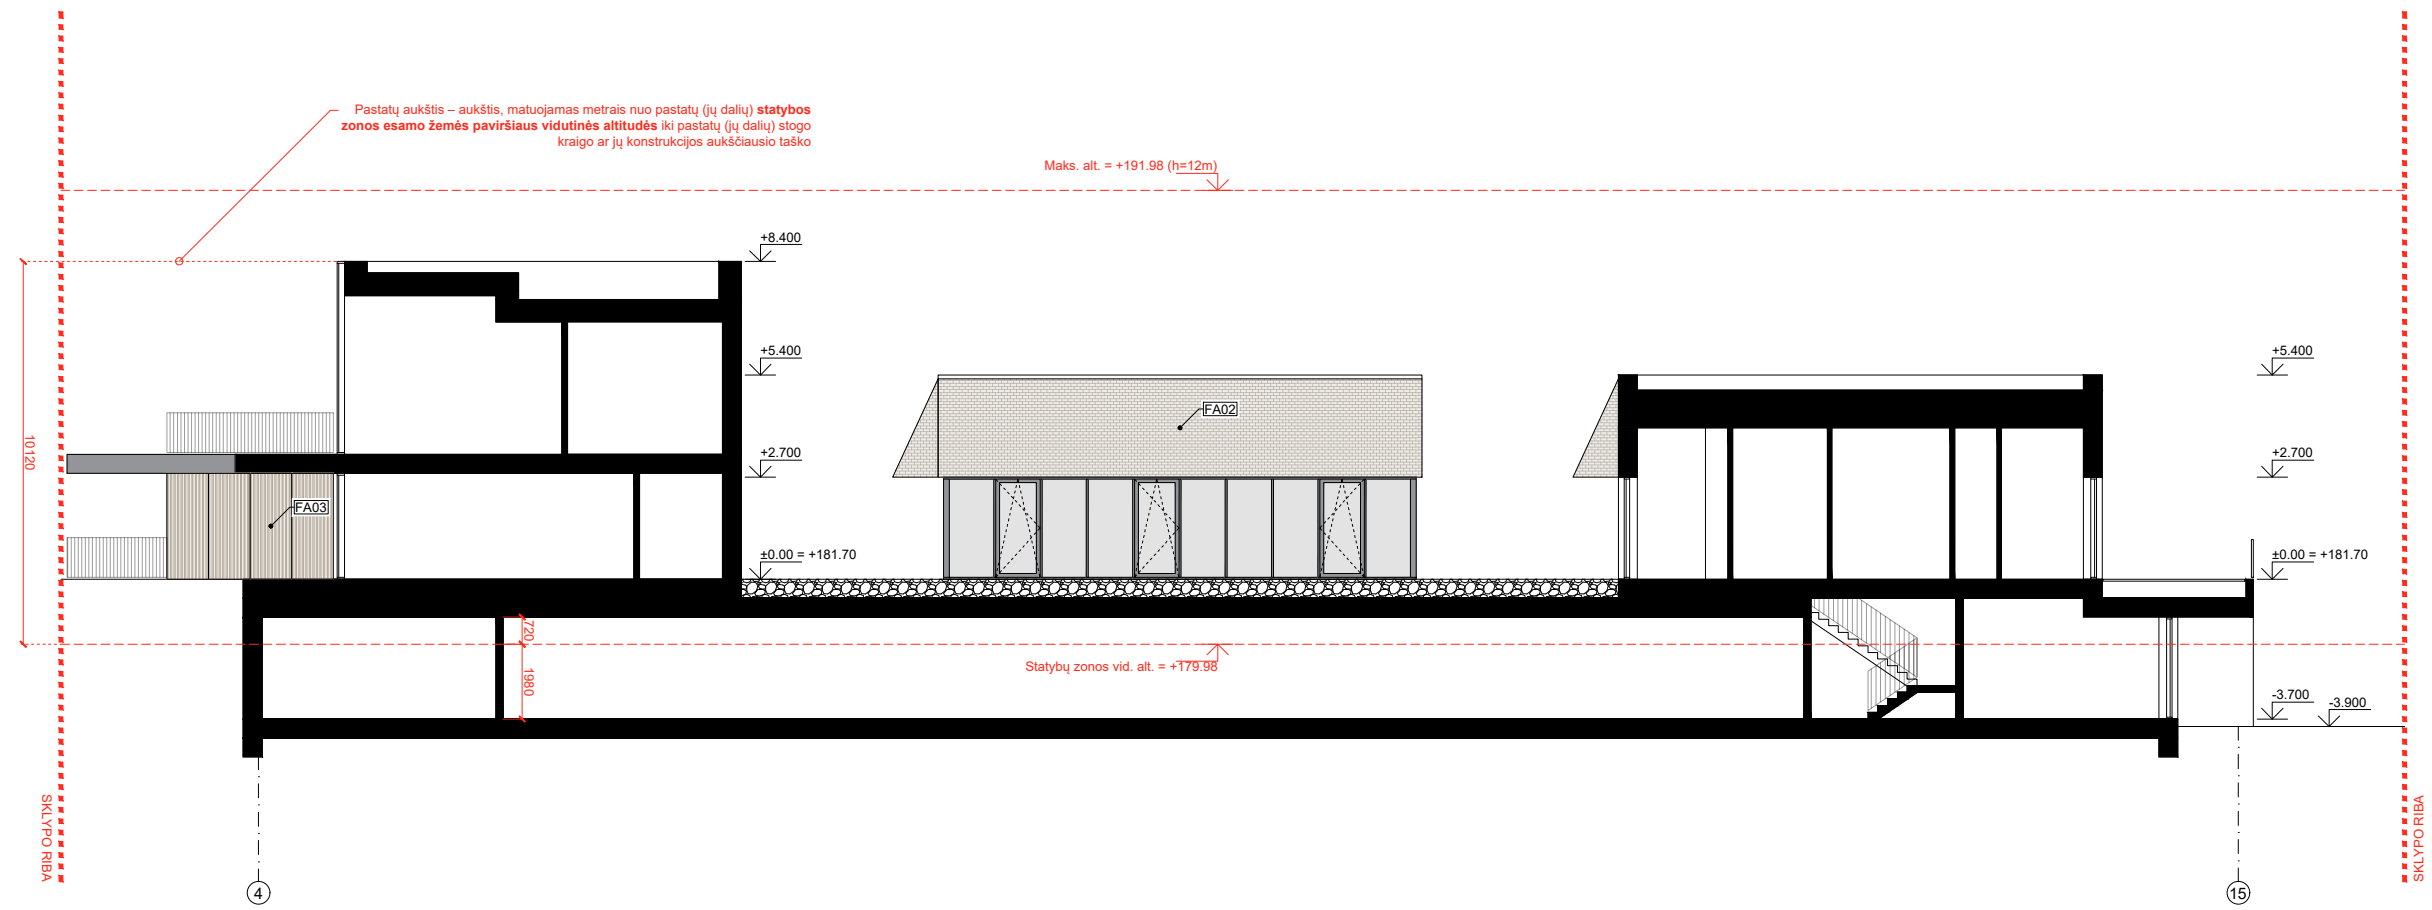 Pastatų aukštis – aukštis, matuojamas metrais nuo pastatų (jų dalių) statybos
zonos esamo žemės paviršiaus vidutinės altitudės iki pastatų (jų dalių) stogo
kraigo ar jų konstrukcijos aukščiausio taško
Maks. alt. = +191.98 (h=12m)
+8.400
+5.400
+5.400
FA02
10120
+2.700
+2.700
FA03
±0.00 = +181.70
±0.00 = +181.70
720
Statybų zonos vid. alt. = +179.98
1980
-3.700
-3.900
SKLYPO RIBA
SKLYPO RIBA
4
15